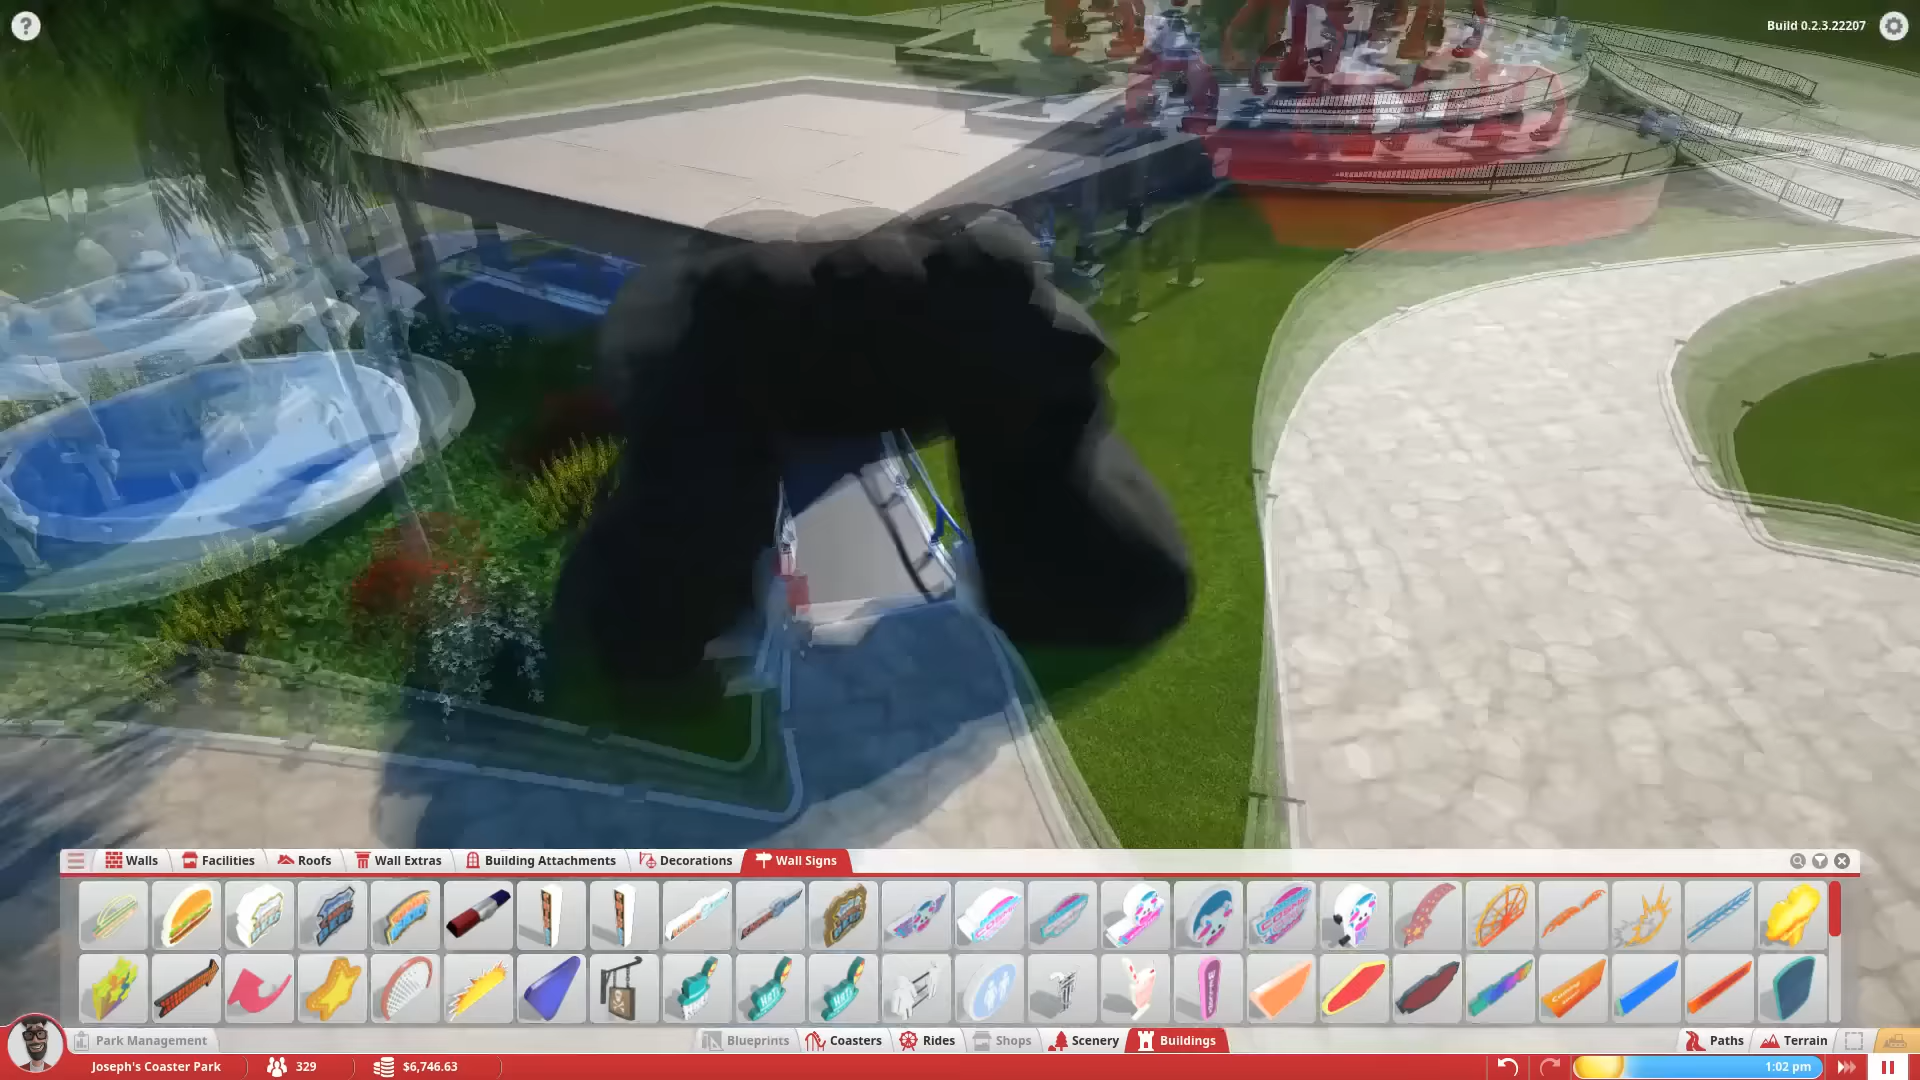 ?
Build 0.2.3.22207
Walls Facilities Roofs Wall Extras Building Attachments Decorations Wall Signs
Park Management Blueprints Coasters Rides Shops Scenery Buildings Paths Terrain
Joseph's Coaster Park 329 $6,746.63 1:02 pm